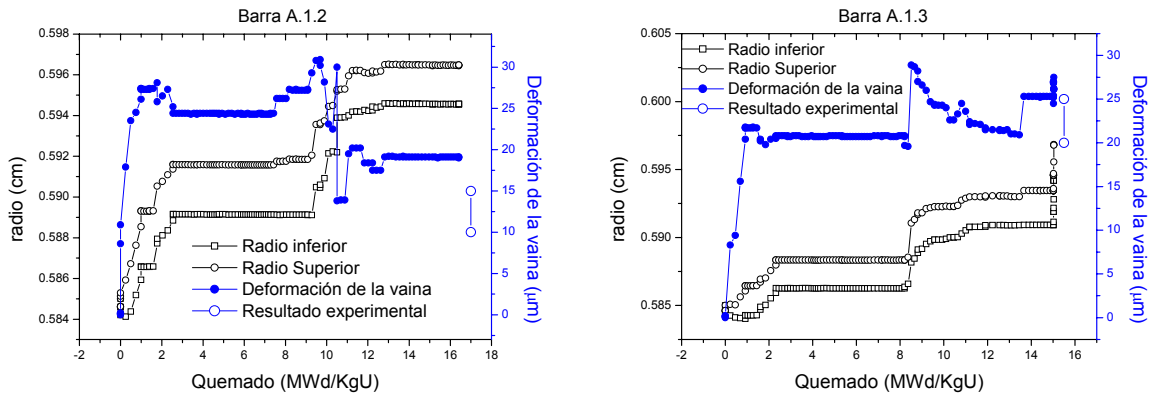 Barra A.1.2
0.598
0.596
0.594
0.592
0.590
0.588
0.586
0.584
radio (cm)
30
25
20
15
10
5
0
Deformación de la vaina (μm)
Radio inferior
Radio Superior
Deformación de la vaina
Resultado experimental
-2 0 2 4 6 8 10 12 14 16 18
Quemado (MWd/KgU)
Barra A.1.3
0.605
0.600
0.595
0.590
0.585
radio (cm)
Radio inferior
Radio Superior
Deformación de la vaina
Resultado experimental
30
25
20
15
10
5
0
Deformación de la vaina (μm)
-2 0 2 4 6 8 10 12 14 16
Quemado (MWd/KgU)